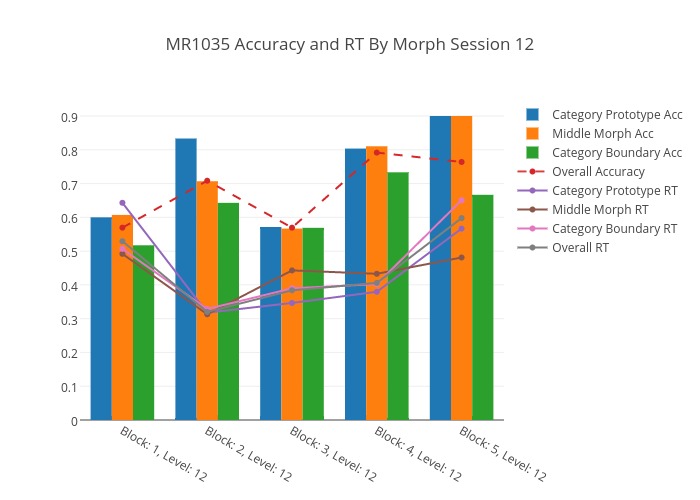 MR1035 Accuracy and RT By Morph Session 12
0.9
0.8
0.7
0.6
0.5
0.4
0.3
0.2
0.1
0
Block: 1, Level: 12
Block: 2, Level: 12
Block: 3, Level: 12
Block: 4, Level: 12
Block: 5, Level: 12
Category Prototype Acc
Middle Morph Acc
Category Boundary Acc
Overall Accuracy
Category Prototype RT
Middle Morph RT
Category Boundary RT
Overall RT